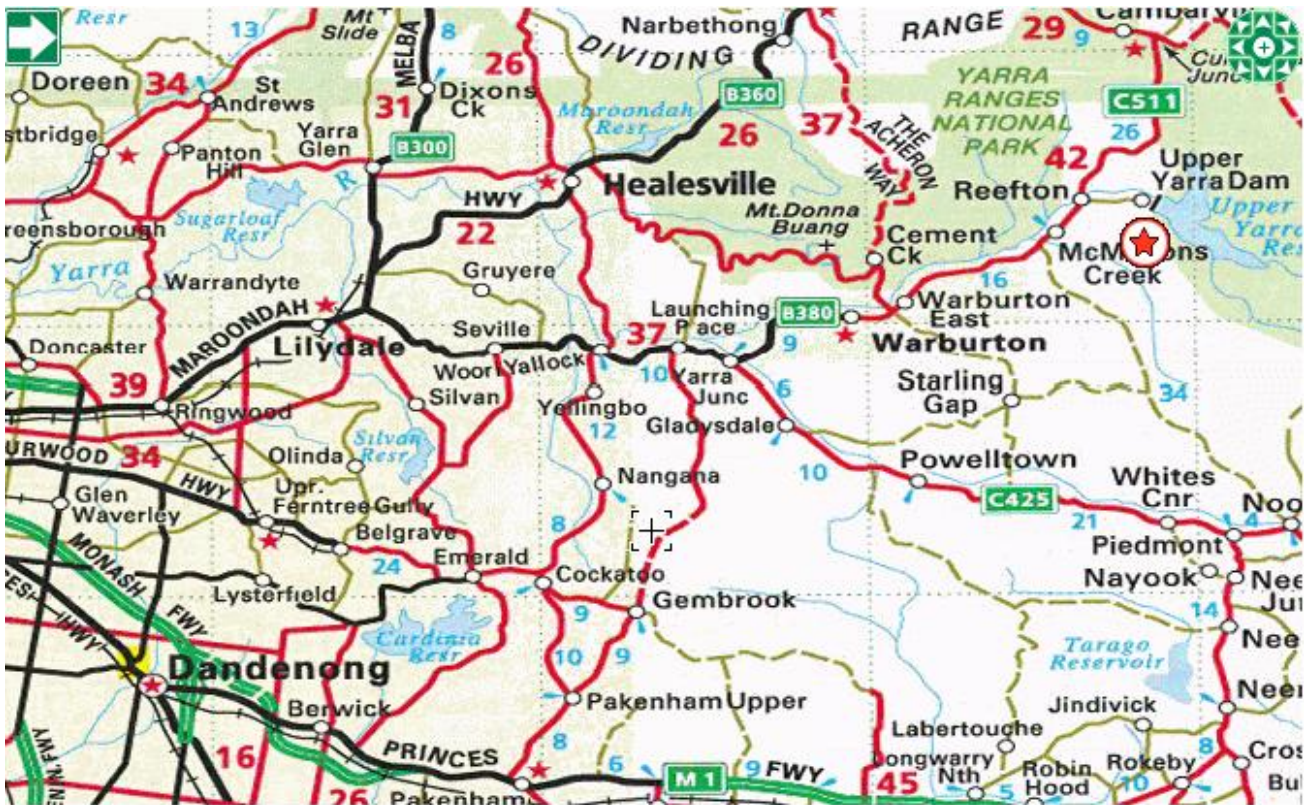 Resr
13
Mt
Slide
MELBA
8
26
Narbethong
DIVIDING
RANGE
29
9
Doreen
34
St
Andrews
31
Dixons
Ck
B360
YARRA
RANGES
NATIONAL
PARK
C511
26
Maroondah
Resr
26
37
THE
ACHERON
WAY
42
Yarra
Glen
B300
Panton
Hill
Upper
Yarra Dam
Reefton
Upper
R
HWY
Healesville
Mt.Donna
Buang
Sugarloaf
Resr
22
Cement
Ck
Yarra
Warrandyte
Gruyere
16
Creek
Launching
Warburton
East
MAROONDAH
Seville
37
B380
9
Doncaster
Lilydale
Woori Yallock
10
Yarra
Junc
Warburton
39
6
Starling
Gap
34
Ringwood
Silvan
Yellingbo
12
Gladysdale
Silvan
Resr
34
HWY
Olinda
10
Powelltown
Whites
Cnr
Nangana
Glen
Waverley
Upr.
Ferntree Gully
C425
21
4
Belgrave
8
Piedmont
MONASH
FWY
24
Emerald
Cockatoo
Nayook
Lysterfield
HWY
9
Gembrook
14
Cardinia
Resr
10
9
Tarago
Reservoir
Dandenong
Pakenham Upper
Jindivick
Berwick
Labertouche
16
PRINCES
8
6
M 1
9
FWY
45
Nth
5
Robin
Hood
Rokeby
10
8
26
Pakenham